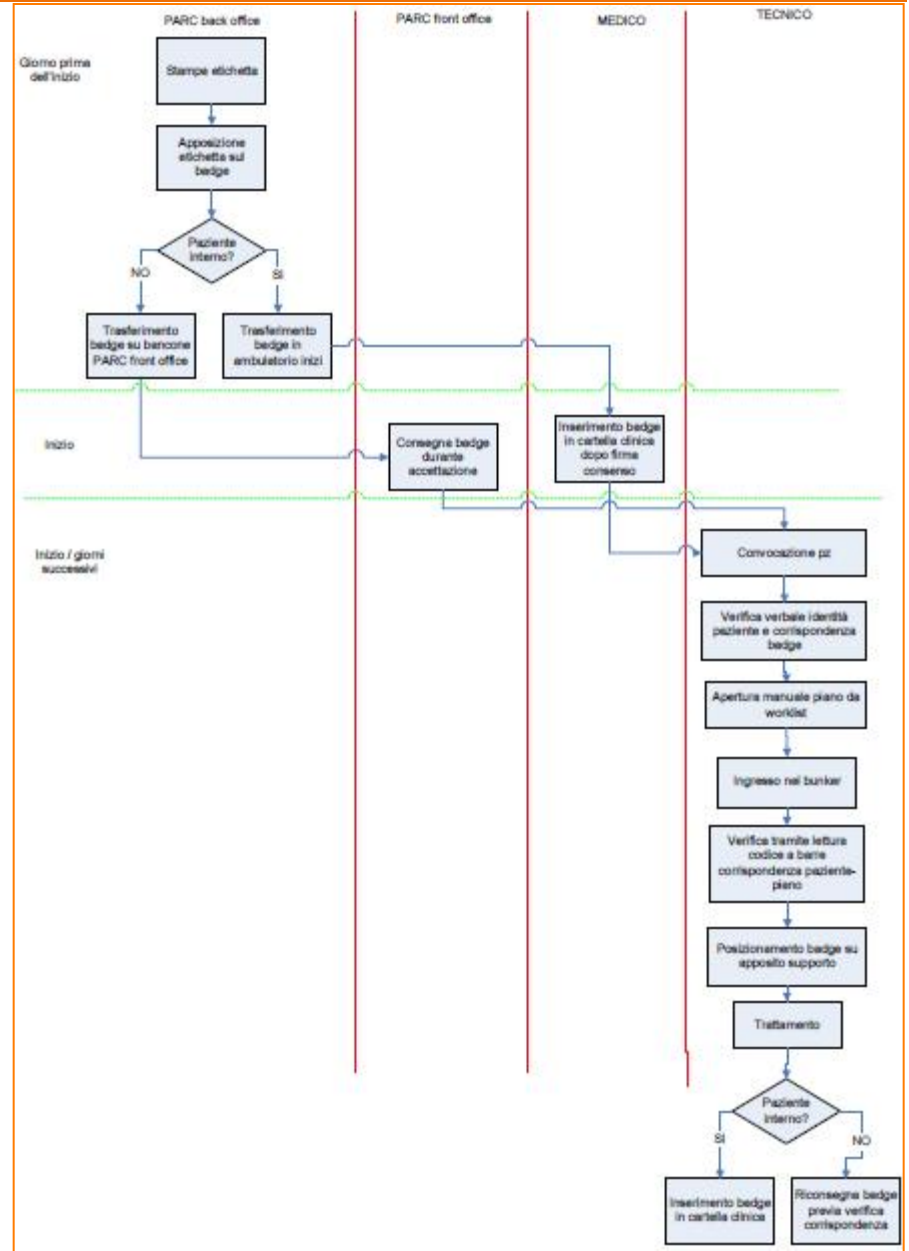 PARC back office
PARC front office
MEDICO
TECNICO
Giorno prima
dell'inizio
Stampa etichetta
Apposizione
etichetta sul
badge
Paziente
interno?
NO
SI
Trasferimento
badge su bancone
PARC front office
Trasferimento
badge in
ambulatorio inizi
Inizio
Consegna badge
durante
accettazione
Inserimento badge
in cartella clinica
dopo firma
consenso
Inizio / giorni
successivi
Convocazione pz
Verifica verbale identità
paziente e corrispondenza
badge
Apertura manuale piano da
worklist
Ingresso nel bunker
Verifica tramite lettura
codice a barre
corrispondenza paziente-
piano
Posizionamento badge su
apposito supporto
Trattamento
Paziente
interno?
SI
NO
Inserimento badge
in cartella clinica
Riconsegna badge
previa verifica
corrispondenza